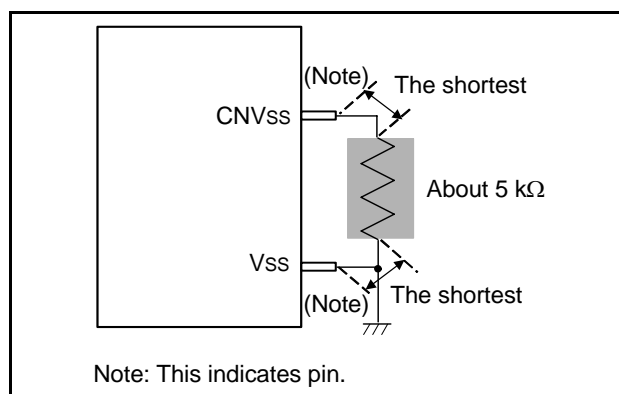 (Note)
The shortest
CNVSS
About 5 kΩ
VSS
(Note)
The shortest
Note: This indicates pin.